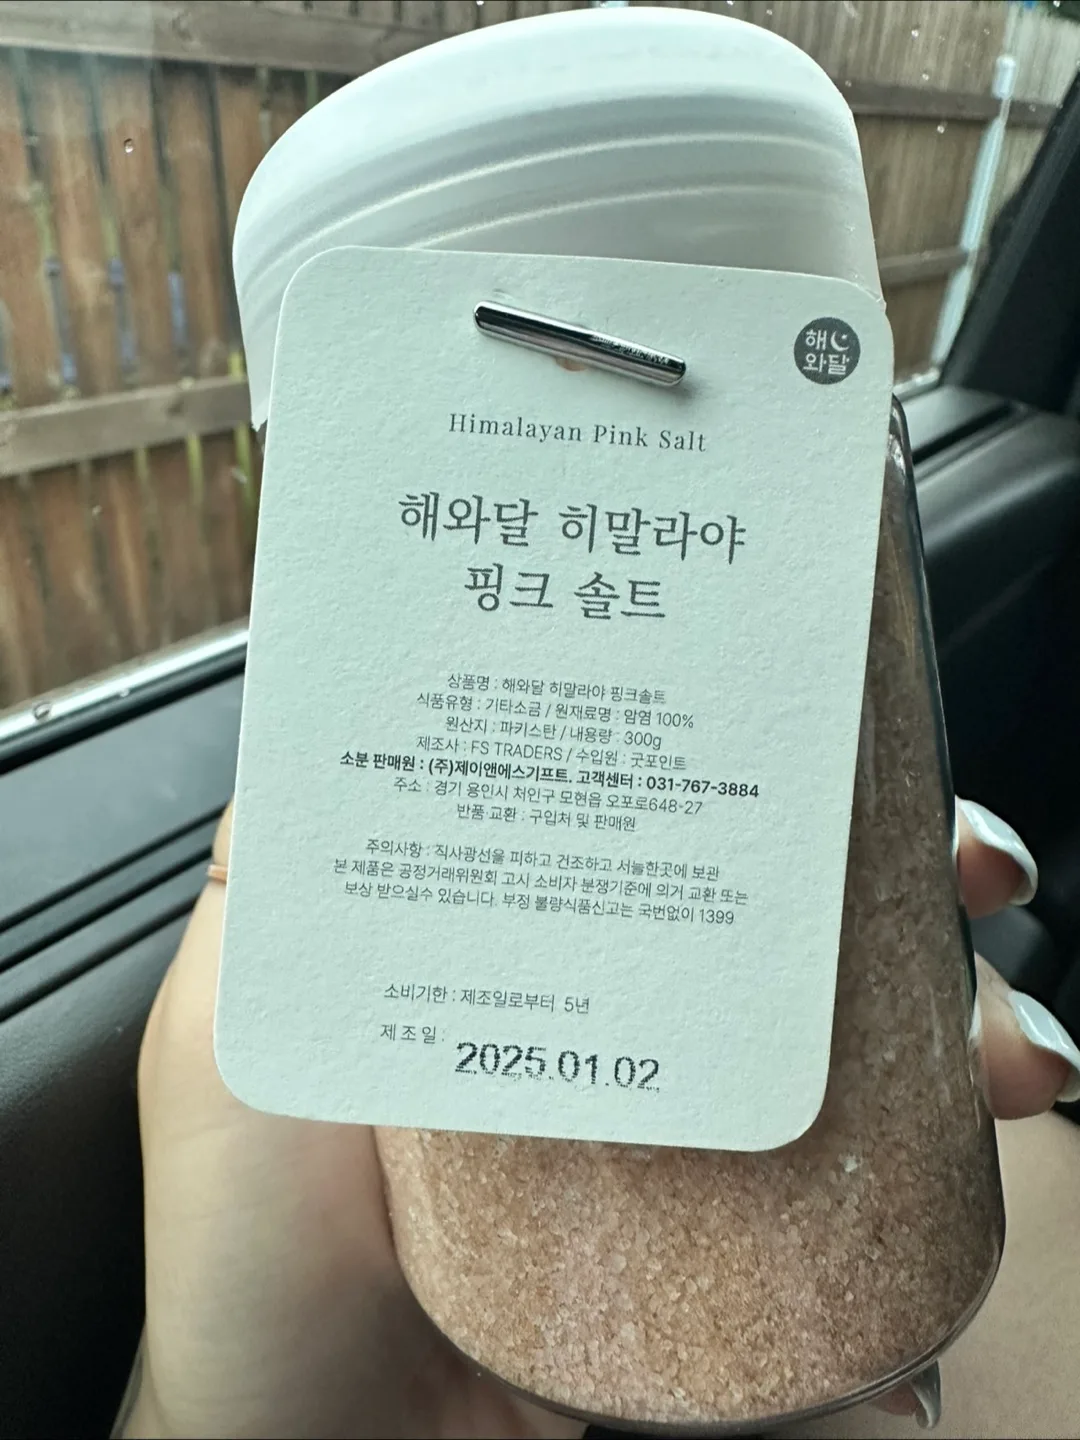 해
와달
Himalayan Pink Salt
해와달 히말라야
핑크 솔트
상품명 : 해와달 히말라야 핑크솔트
식품유형 : 기타소금 / 원재료명 : 암염 100%
원산지 : 파키스탄 / 내용량 : 300g
제조사 : FS TRADERS / 수입원 : 굿포인트
소분 판매원 : (주)제이앤에스기프트. 고객센터 : 031-767-3884
주소 : 경기 용인시 처인구 모현읍 오포로648-27
반품·교환 : 구입처 및 판매원
주의사항 : 직사광선을 피하고 건조하고 서늘한곳에 보관
본 제품은 공정거래위원회 고시 소비자 분쟁기준에 의거 교환 또는
보상 받으실수 있습니다. 부정 불량식품신고는 국번없이 1399
소비기한 : 제조일로부터 5년
제 조 일 :
2025.01.02